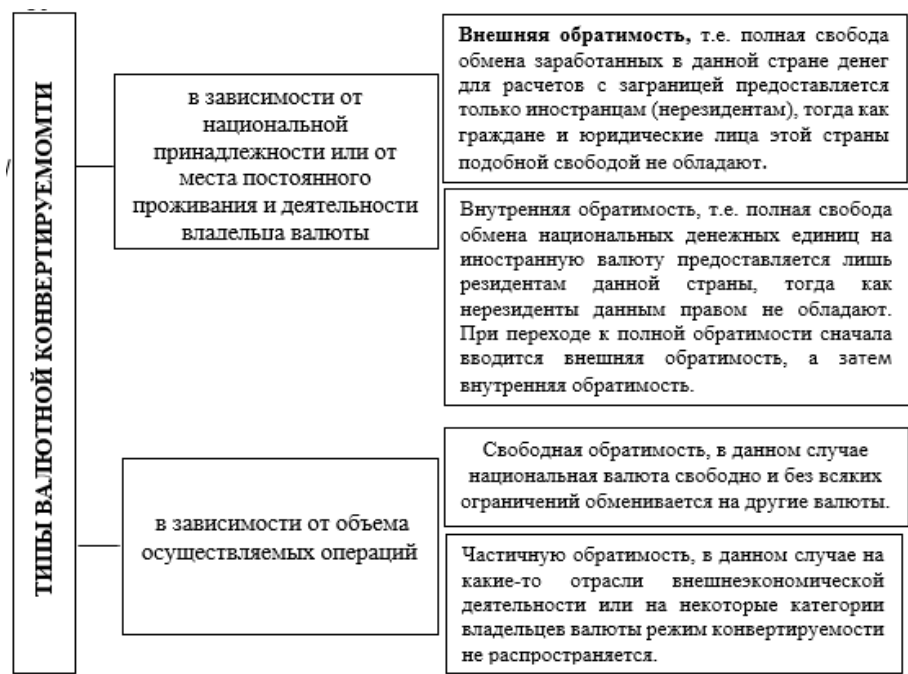 ТИПЫ ВАЛЮТНОЙ КОНВЕРТИРУЕМОМТИ
в зависимости от
национальной
принадлежности или от
места постоянного
проживания и деятельности
владельца валюты
Внешняя обратимость, т.е. полная свобода
обмена заработанных в данной стране денег
для расчетов с заграницей предоставляется
только иностранцам (нерезидентам), тогда как
граждане и юридические лица этой страны
подобной свободой не обладают.
Внутренняя обратимость, т.е. полная свобода
обмена национальных денежных единиц на
иностранную валюту предоставляется лишь
резидентам данной страны, тогда как
нерезиденты данным правом не обладают.
При переходе к полной обратимости сначала
вводится внешняя обратимость, а затем
внутренняя обратимость.
в зависимости от объема
осуществляемых операций
Свободная обратимость, в данном случае
национальная валюта свободно и без всяких
ограничений обменивается на другие валюты.
Частичную обратимость, в данном случае на
какие-то отрасли внешнеэкономической
деятельности или на некоторые категории
владельцев валюты режим конвертируемости
не распространяется.